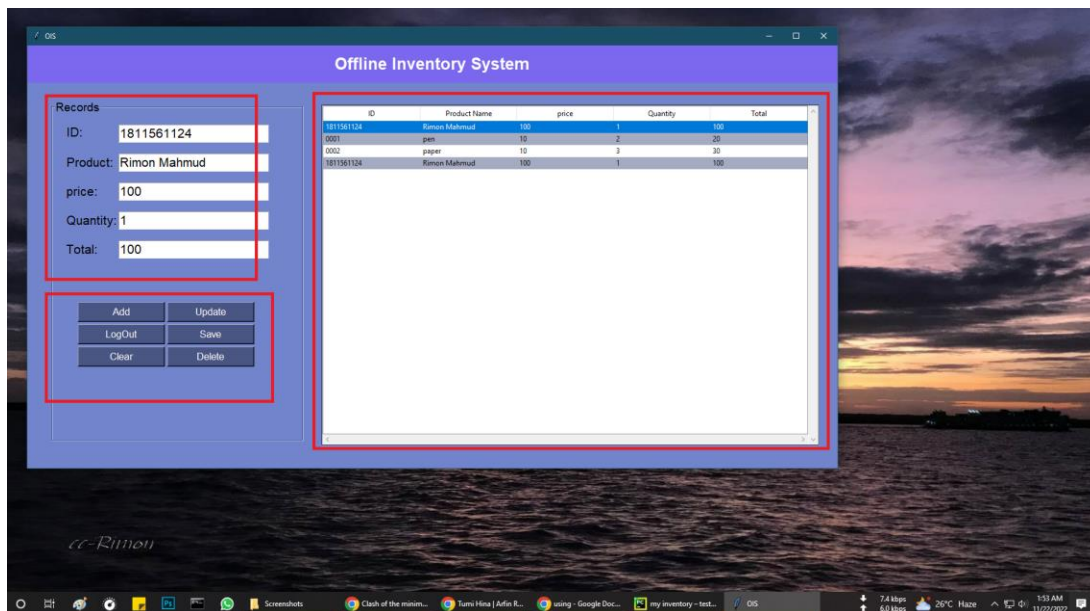 OIS
Offline Inventory System
Records
ID: 1811561124
Product: Rimon Mahmud
price: 100
Quantity: 1
Total: 100
Add Update
LogOut Save
Clear Delete
ID Product Name price Quantity Total
1811561124 Rimon Mahmud 100 1 100
0001 pen 10 2 20
0002 paper 10 3 30
1811561124 Rimon Mahmud 100 1 100
cc-Rimon
Screenshots
Clash of the minim...
Tumi Hina | Arfin R...
using - Google Doc...
my inventory – test...
OIS
7.4 kbps
6.0 kbps
26°C Haze
1:53 AM
11/27/2022